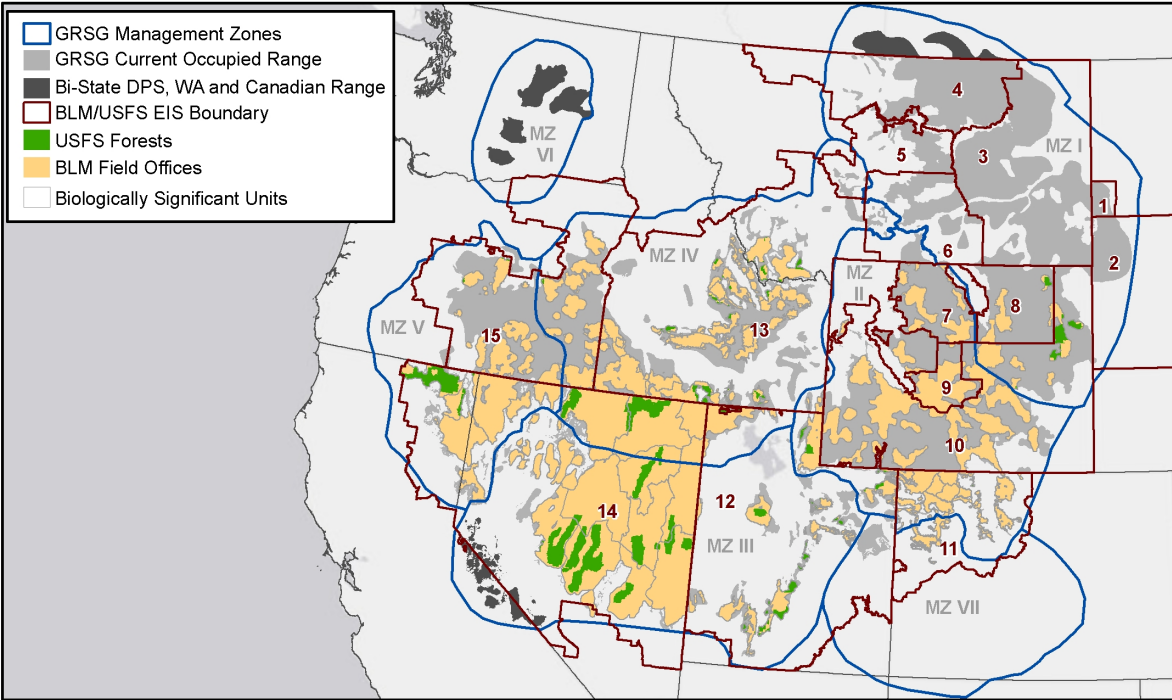 GRSG Management Zones
GRSG Current Occupied Range
Bi-State DPS, WA and Canadian Range
BLM/USFS EIS Boundary
USFS Forests
BLM Field Offices
Biologically Significant Units
MZ
VI
4
5
3
MZ I
1
6
2
MZ IV
MZ
II
7
8
MZ V
15
13
9
10
12
14
MZ III
11
MZ VII